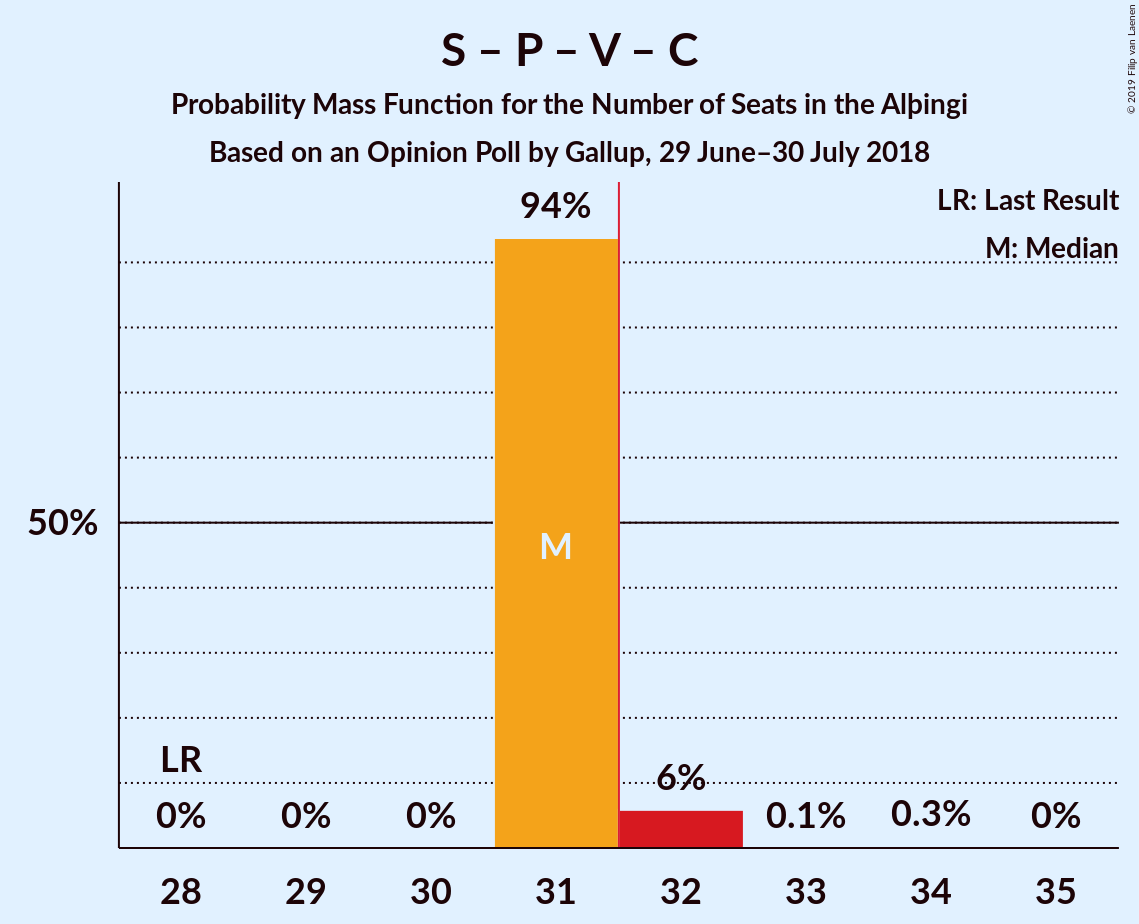 S – P – V – C
Probability Mass Function for the Number of Seats in the Alþingi
Based on an Opinion Poll by Gallup, 29 June–30 July 2018
© 2019 Filip van Laenen
LR: Last Result
M: Median
94%
50%
M
LR
6%
0% 0% 0% 0.1% 0.3% 0%
28 29 30 31 32 33 34 35